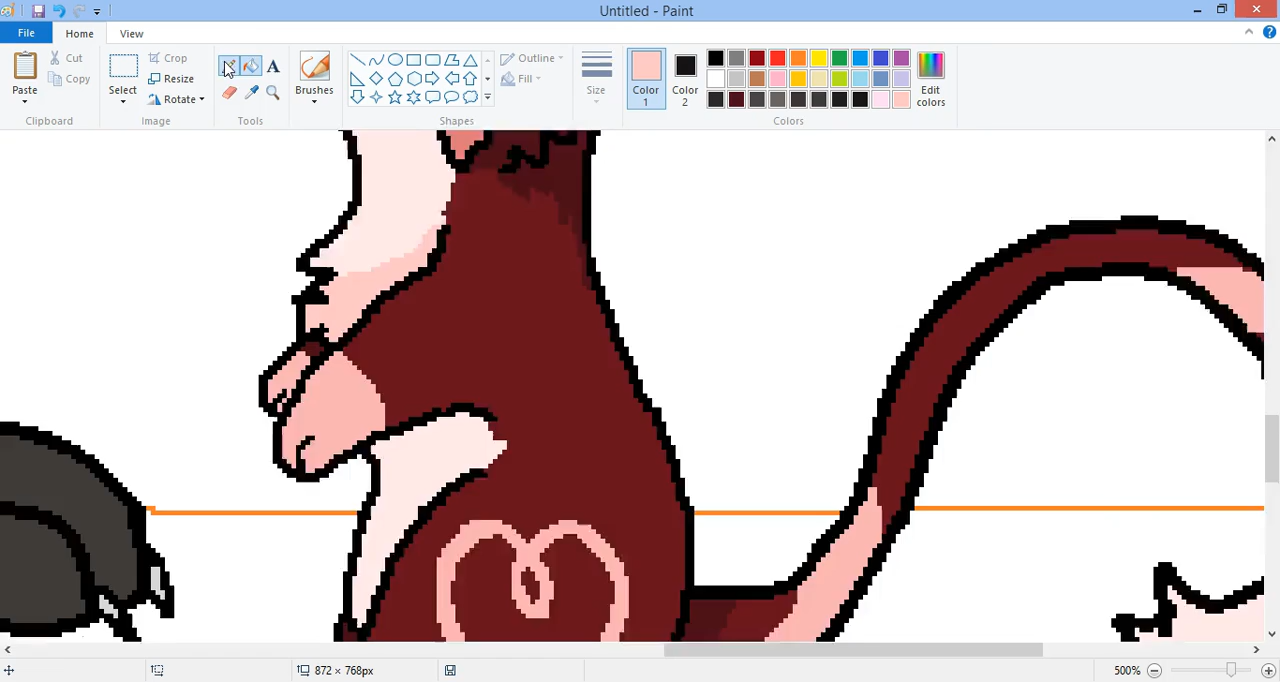 Untitled - Paint
File Home View
Paste
Cut
Copy
Clipboard
Select
Crop
Resize
Rotate
Image
A
Tools
Brushes
Outline
Fill
Shapes
Size
Color
1
Color
2
Colors
Edit
colors
872 × 768px
500%